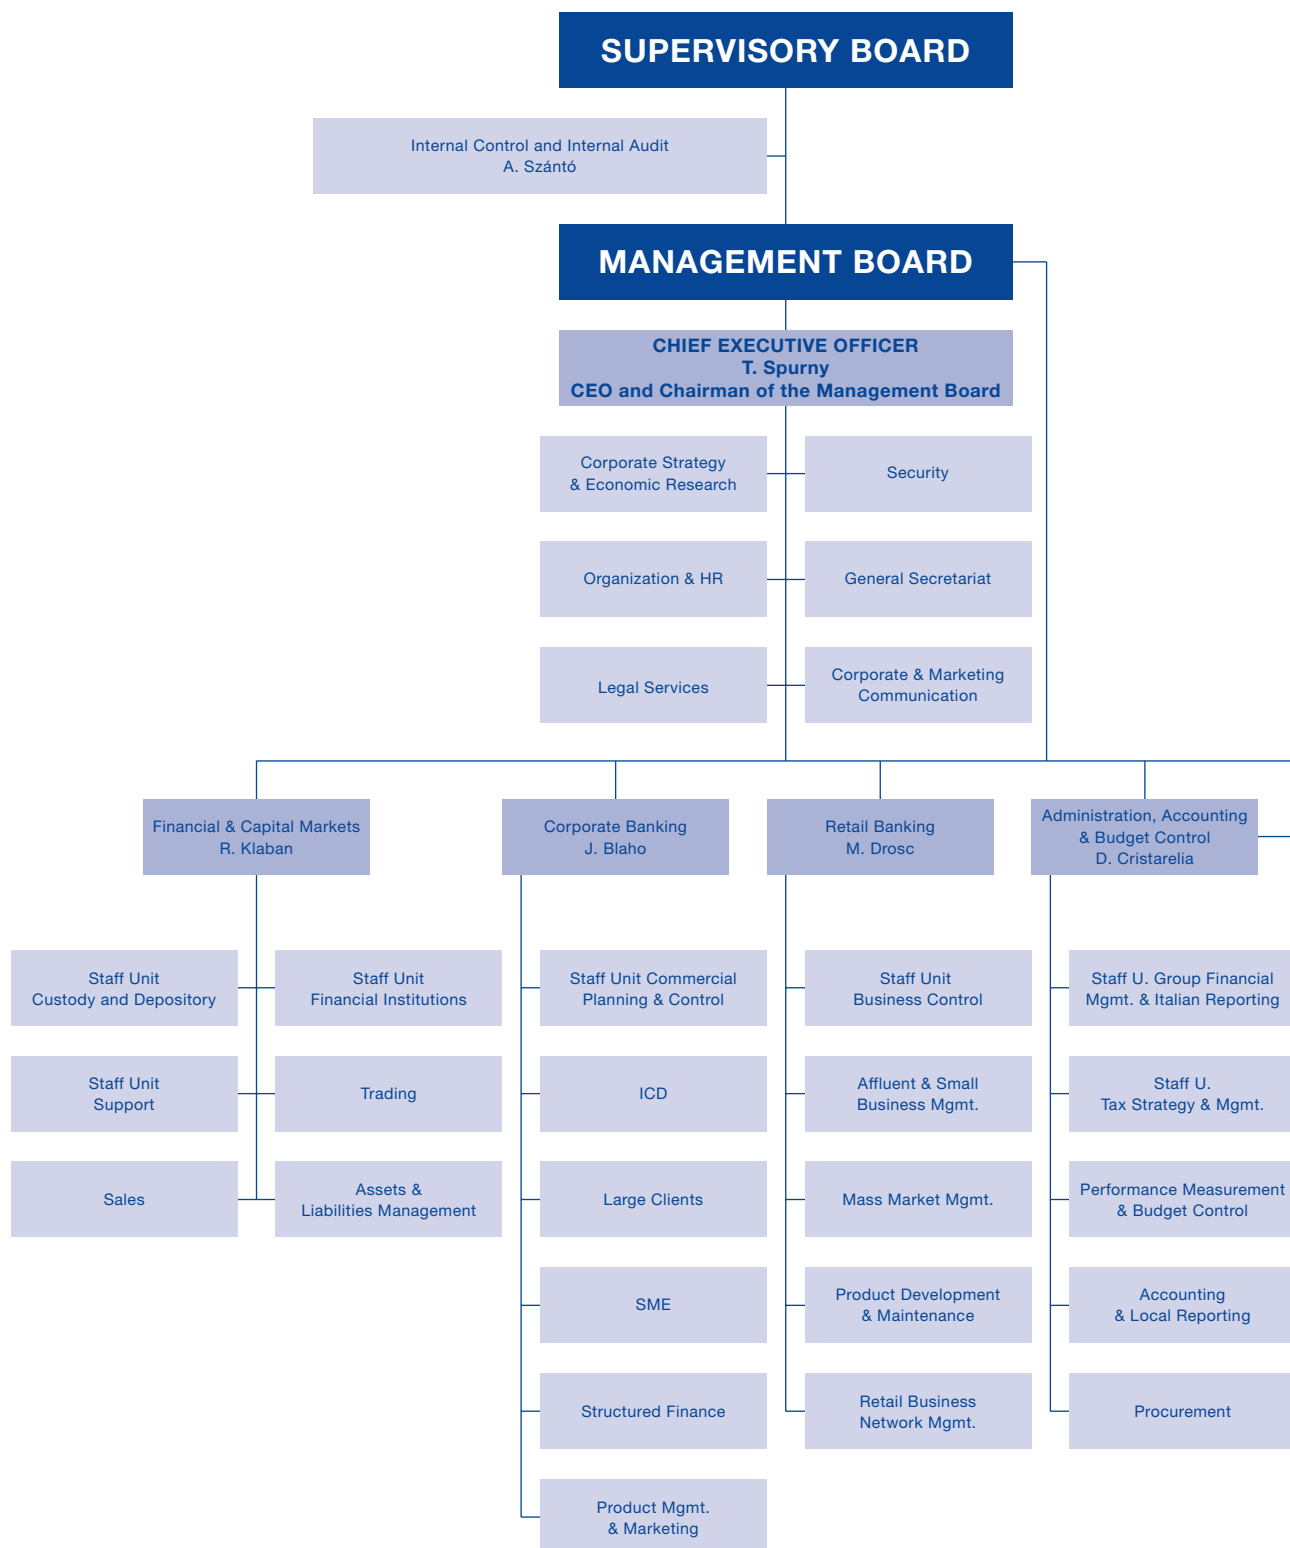 SUPERVISORY BOARD
Internal Control and Internal Audit
A. Szántó
MANAGEMENT BOARD
CHIEF EXECUTIVE OFFICER
T. Spurny
CEO and Chairman of the Management Board
Corporate Strategy
& Economic Research
Security
Organization & HR
General Secretariat
Legal Services
Corporate & Marketing
Communication
Financial & Capital Markets
R. Klaban
Corporate Banking
J. Blaho
Retail Banking
M. Drosc
Administration, Accounting
& Budget Control
D. Cristarelia
Staff Unit
Custody and Depository
Staff Unit
Financial Institutions
Staff Unit Commercial
Planning & Control
Staff Unit
Business Control
Staff U. Group Financial
Mgmt. & Italian Reporting
Staff Unit
Support
Trading
ICD
Affluent & Small
Business Mgmt.
Staff U.
Tax Strategy & Mgmt.
Sales
Assets &
Liabilities Management
Large Clients
Mass Market Mgmt.
Performance Measurement
& Budget Control
SME
Product Development
& Maintenance
Accounting
& Local Reporting
Structured Finance
Retail Business
Network Mgmt.
Procurement
Product Mgmt.
& Marketing